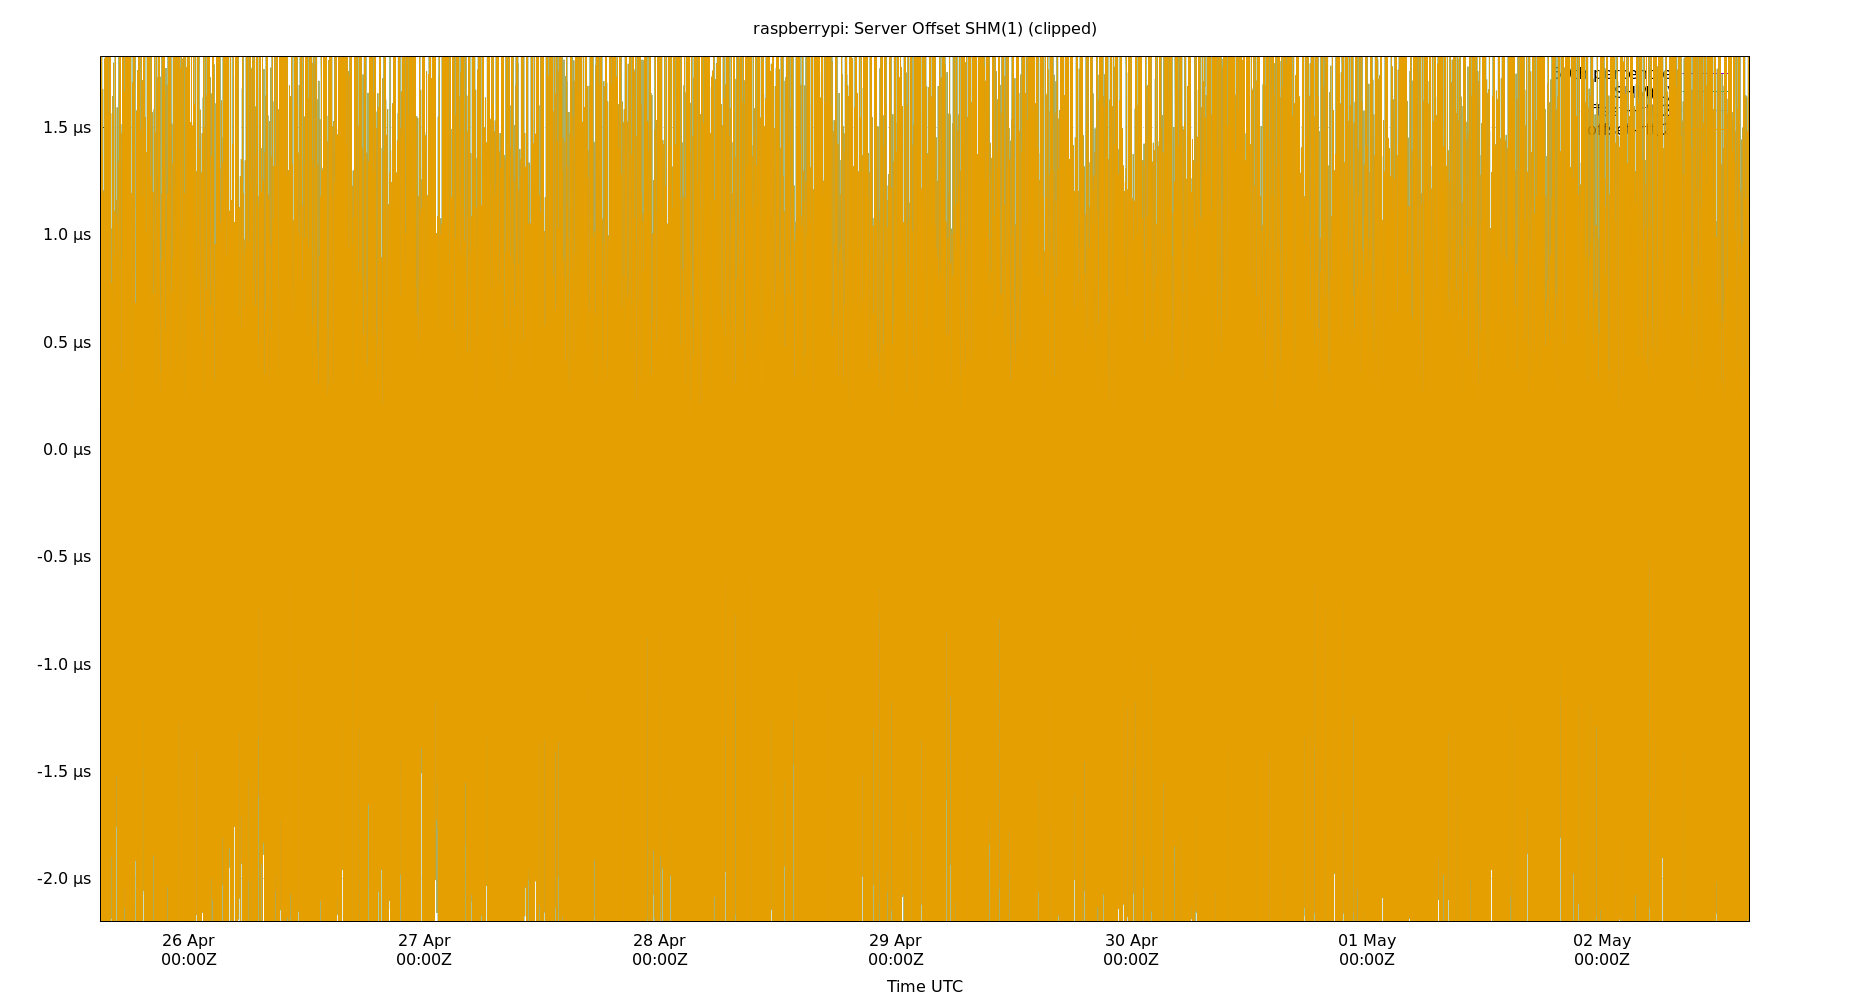 raspberrypi: Server Offset SHM(1) (clipped)
1.5 µs
1.0 µs
0.5 µs
0.0 µs
-0.5 µs
-1.0 µs
-1.5 µs
-2.0 µs
26 Apr 27 Apr 28 Apr 29 Apr 30 Apr 01 May 02 May
00:00Z 00:00Z 00:00Z 00:00Z 00:00Z 00:00Z 00:00Z
Time UTC